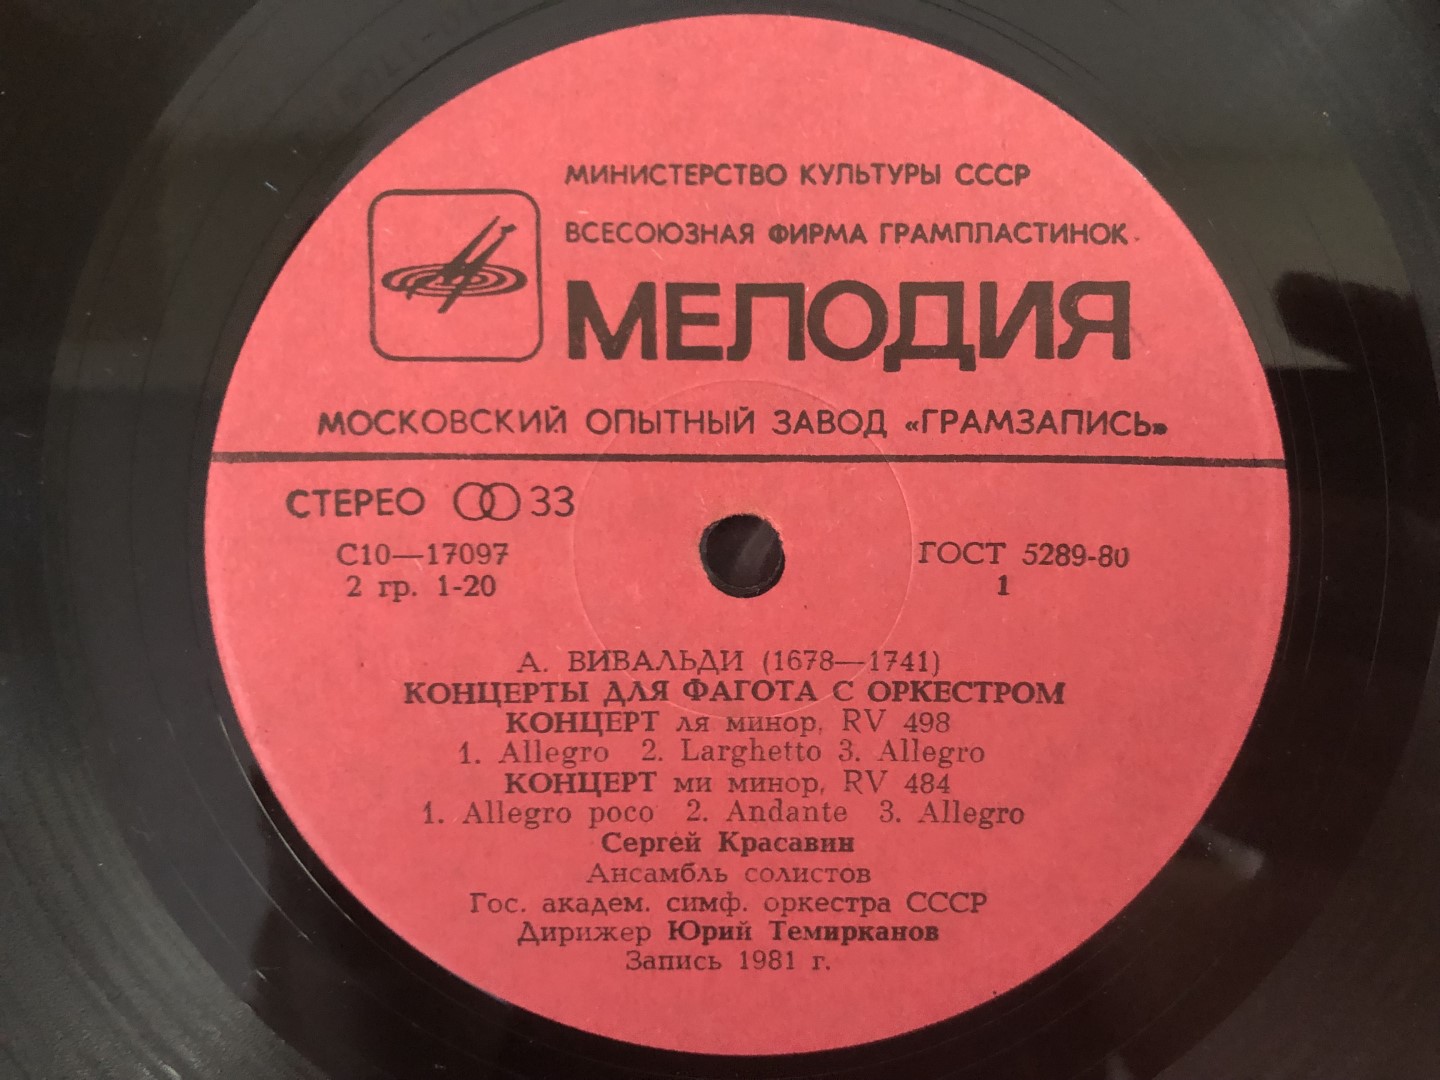 МИНИСТЕРСТВО КУЛЬТУРЫ СССР
ВСЕСОЮЗНАЯ ФИРМА ГРАМПЛАСТИНОК
МЕЛОДИЯ
МОСКОВСКИЙ ОПЫТНЫЙ ЗАВОД «ГРАМЗАПИСЬ»
СТЕРЕО 33
С10—17097
2 гр. 1-20
ГОСТ 5289-80
1
А. ВИВАЛЬДИ (1678—1741)
КОНЦЕРТЫ ДЛЯ ФАГОТА С ОРКЕСТРОМ
КОНЦЕРТ ля минор, RV 498
1. Allegro 2. Larghetto 3. Allegro
КОНЦЕРТ ми минор, RV 484
1. Allegro poco 2. Andante 3. Allegro
Сергей Красавин
Ансамбль солистов
Гос. академ. симф. оркестра СССР
Дирижер Юрий Темирканов
Запись 1981 г.